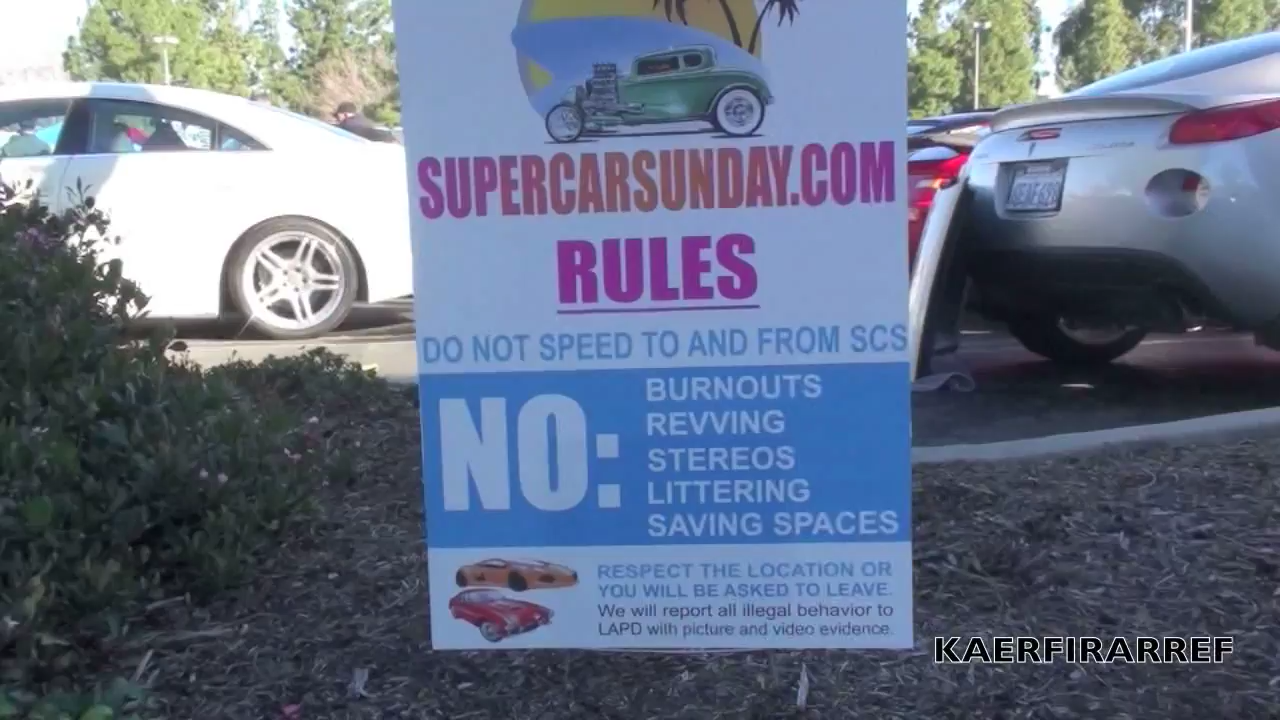 SUPERCARSUNDAY.COM
RULES
DO NOT SPEED TO AND FROM SCS
NO:
BURNOUTS
REVVING
STEREOS
LITTERING
SAVING SPACES
RESPECT THE LOCATION OR
YOU WILL BE ASKED TO LEAVE.
We will report all illegal behavior to
LAPD with picture and video evidence.
KAERFIRARREF